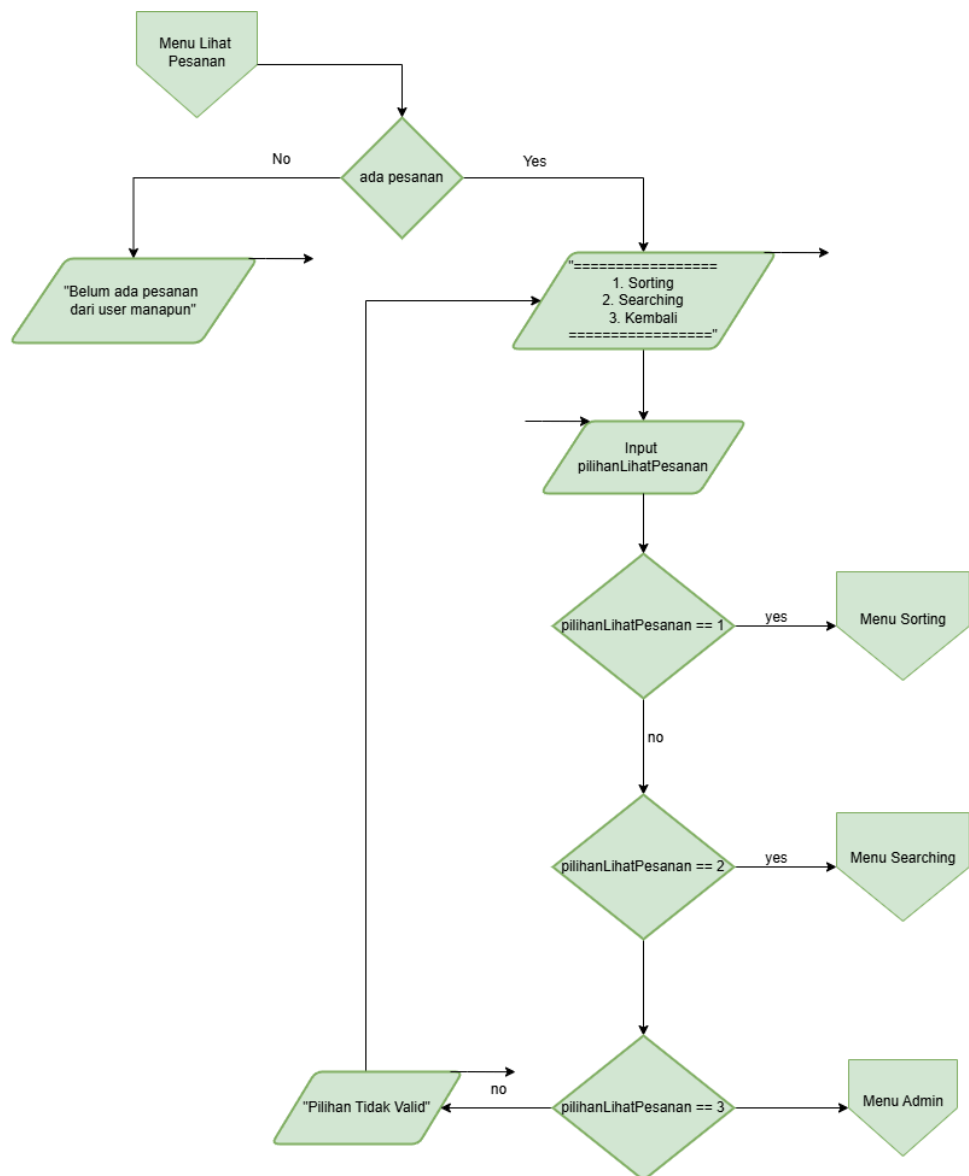 Menu Lihat
Pesanan
No
Yes
ada pesanan
"Belum ada pesanan
dari user manapun"
"=================
1. Sorting
2. Searching
3. Kembali
================="
Input
pilihanLihatPesanan
pilihanLihatPesanan == 1
yes
Menu Sorting
no
pilihanLihatPesanan == 2
yes
Menu Searching
pilihanLihatPesanan == 3
no
"Pilihan Tidak Valid"
Menu Admin